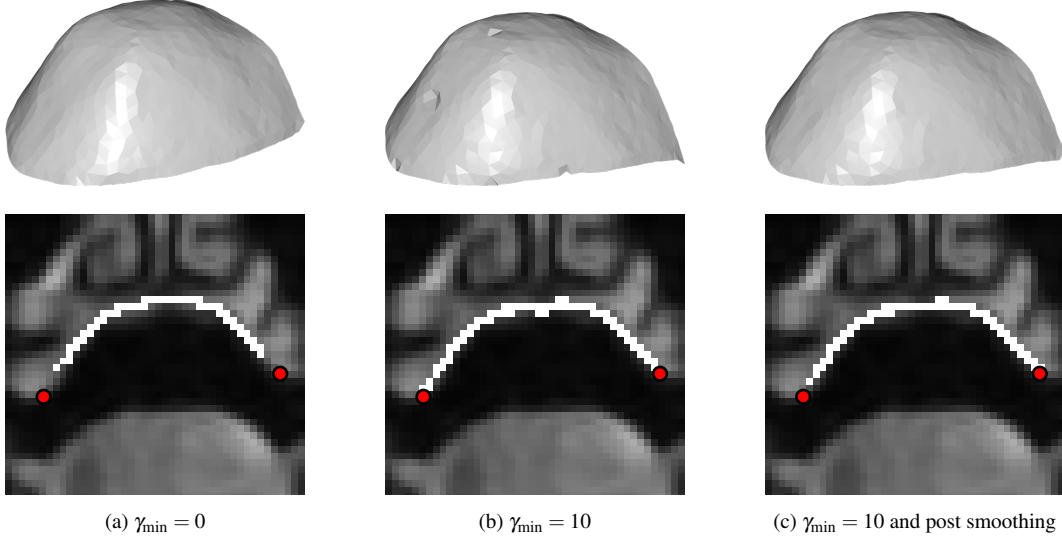 (a) γmin = 0
(b) γmin = 10
(c) γmin = 10 and post smoothing